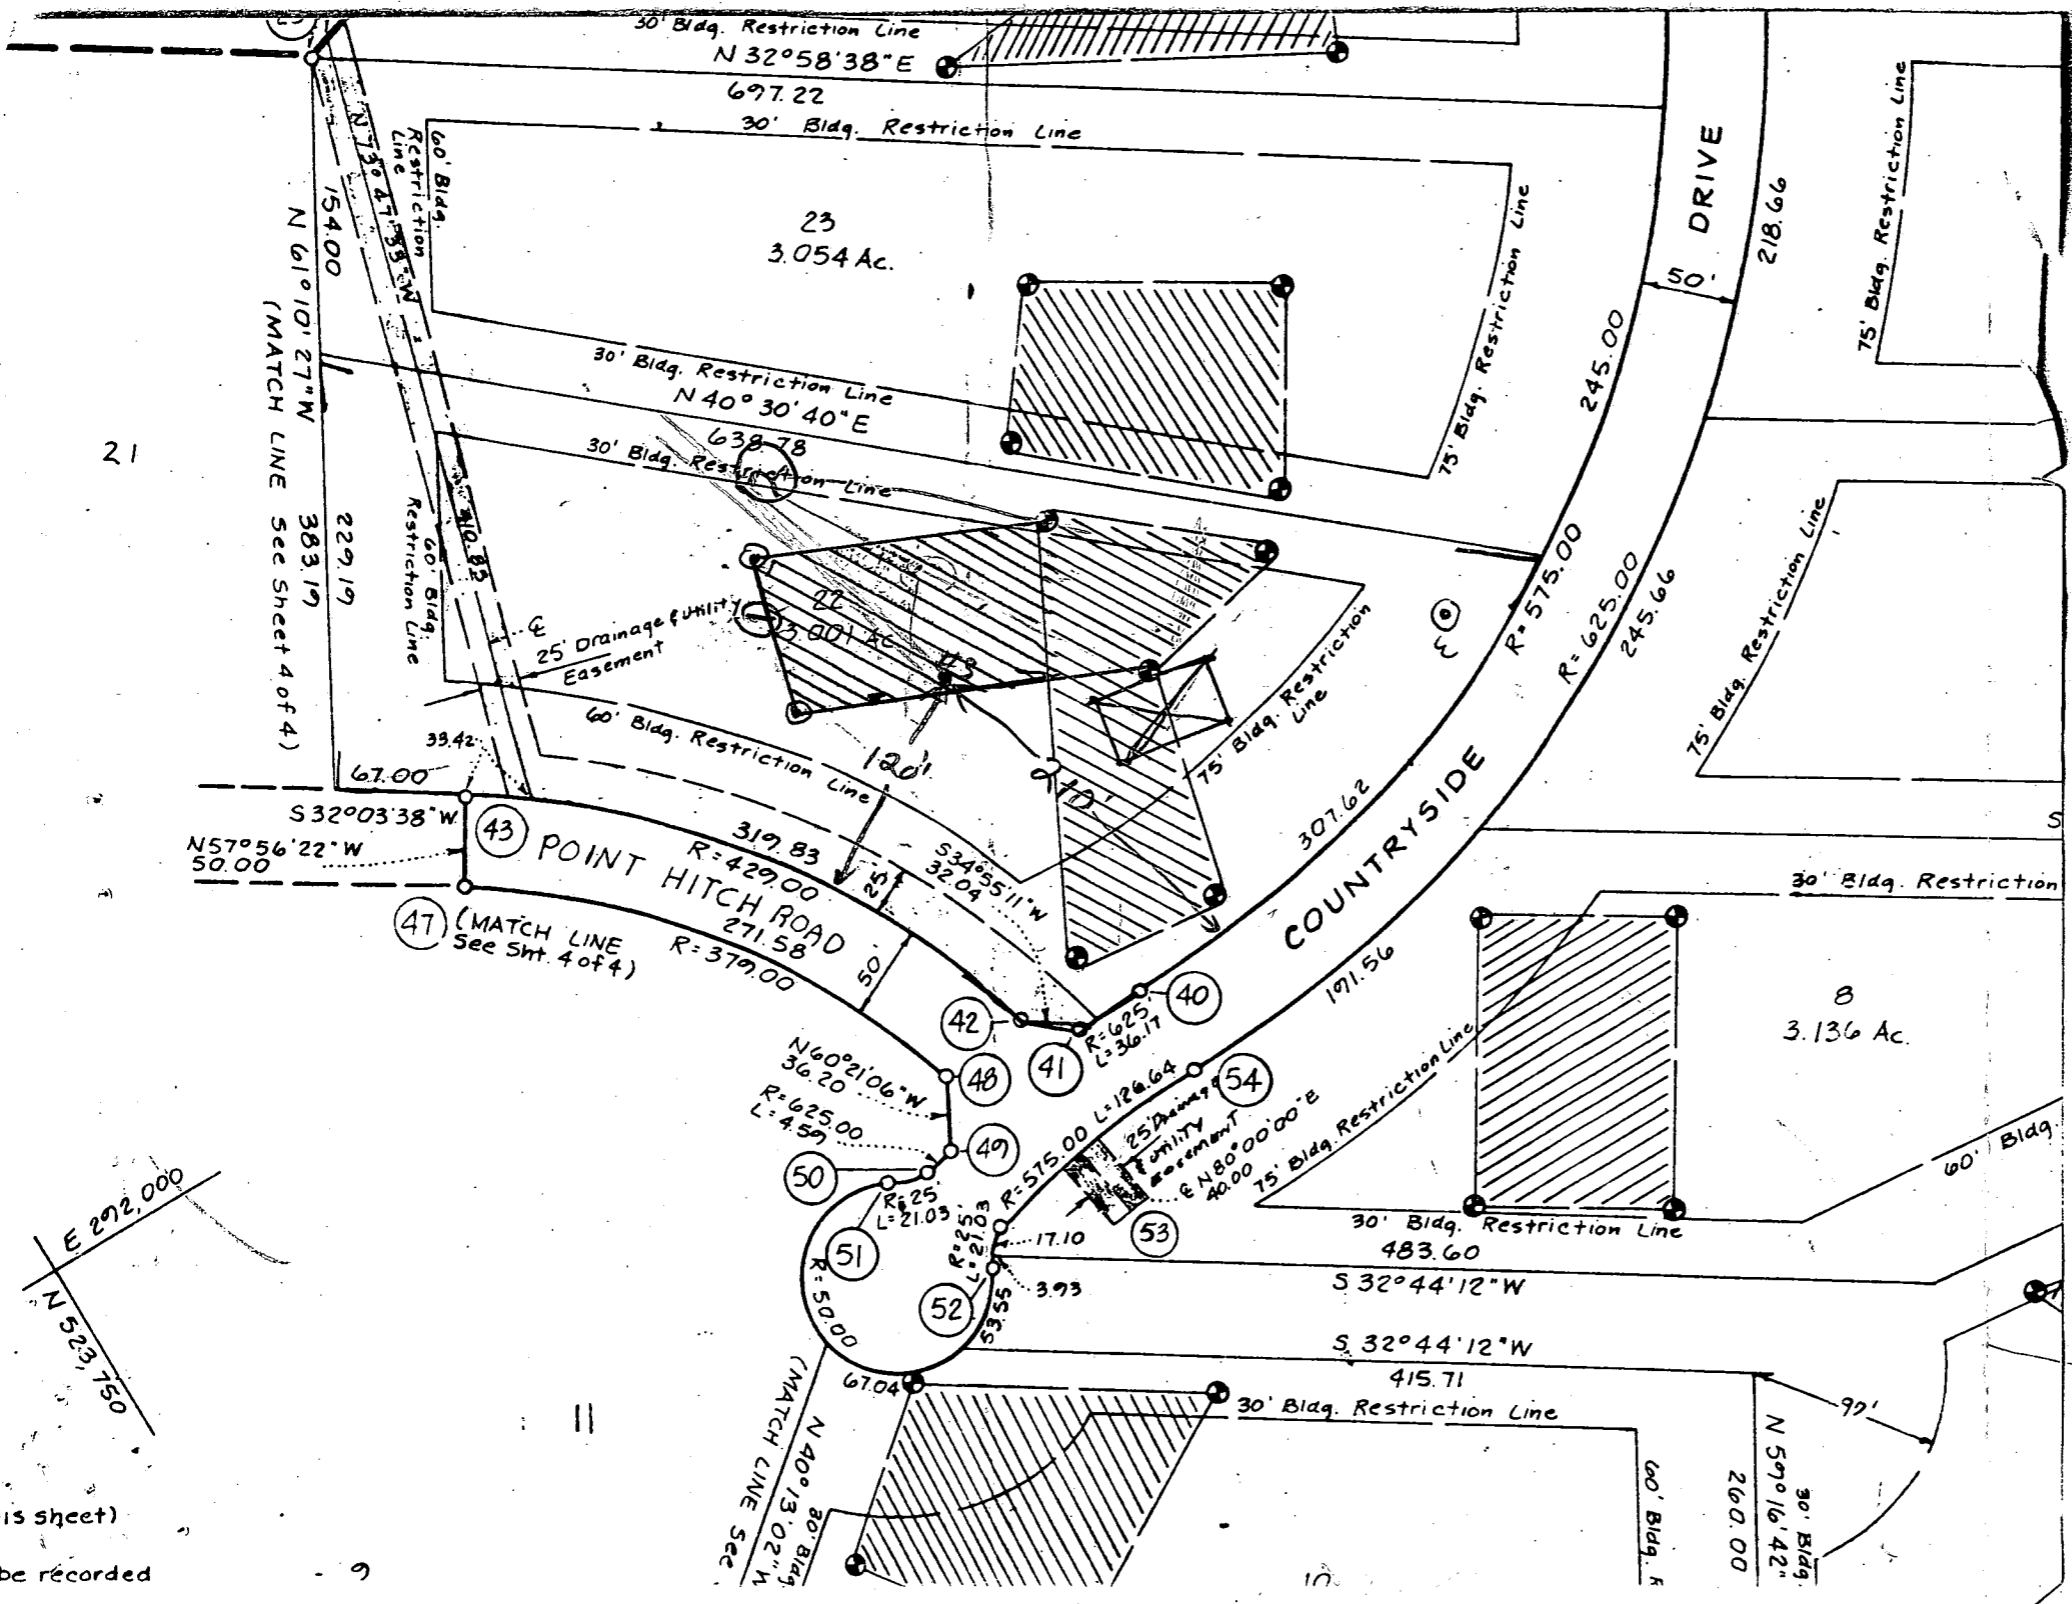 30' Bldg. Restriction Line
N 32°58'38" E
697.22
30' Bldg. Restriction Line
60' Bldg.
Restriction
Line
N 73° 47' 33" W
154.00
N 61° 10' 27" W
(MATCH LINE See Sheet 4 of 4)
383.19
229.19
23
3.054 Ac.
75' Bldg. Restriction Line
DRIVE
50'
218.66
75' Bldg. Restriction Line
245.00
30' Bldg. Restriction Line
N 40° 30' 40" E
638.78
30' Bldg. Restriction Line
21
60' Bldg.
Restriction Line
22
3.001 AC
℄
25' Drainage & Utility
Easement
60' Bldg. Restriction Line
120'
75' Bldg. Restriction
Line
R=575.00
R=625.00
245.66
75' Bldg. Restriction Line
33.42
67.00
S 32°03'38" W
N57°56'22" W
50.00
43
POINT HITCH ROAD
319.83
R=429.00
25'
271.58
R=379.00
50'
47
(MATCH LINE
See Sht. 4 of 4)
S34°55'11" W
32.04
307.62
COUNTRYSIDE
191.56
30' Bldg. Restriction
8
3.136 Ac.
42
41
40
R=625'
L=36.17
48
N60°21'06" W
36.20
R=625.00
L=4.59
49
50
R=25'
L=21.03
51
R=50.00
R=575.00 L=126.64
54
25' Drainage
& Utility
Easement
℄ N80°00'00" E
40.00
75' Bldg. Restriction Line
53
R=25'
L=21.03
17.10
3.93
52
53.55
67.04
30' Bldg. Restriction Line
483.60
S 32°44'12" W
S 32°44'12" W
415.71
30' Bldg. Restriction Line
60' Bldg.
90'
E 292,000
N 523,750
11
(MATCH LINE See
N 40° 13' 02" W
30' Bldg
60' Bldg. R
N 59° 16' 42"
260.00
30' Bldg.
is sheet)
be recorded
9
10